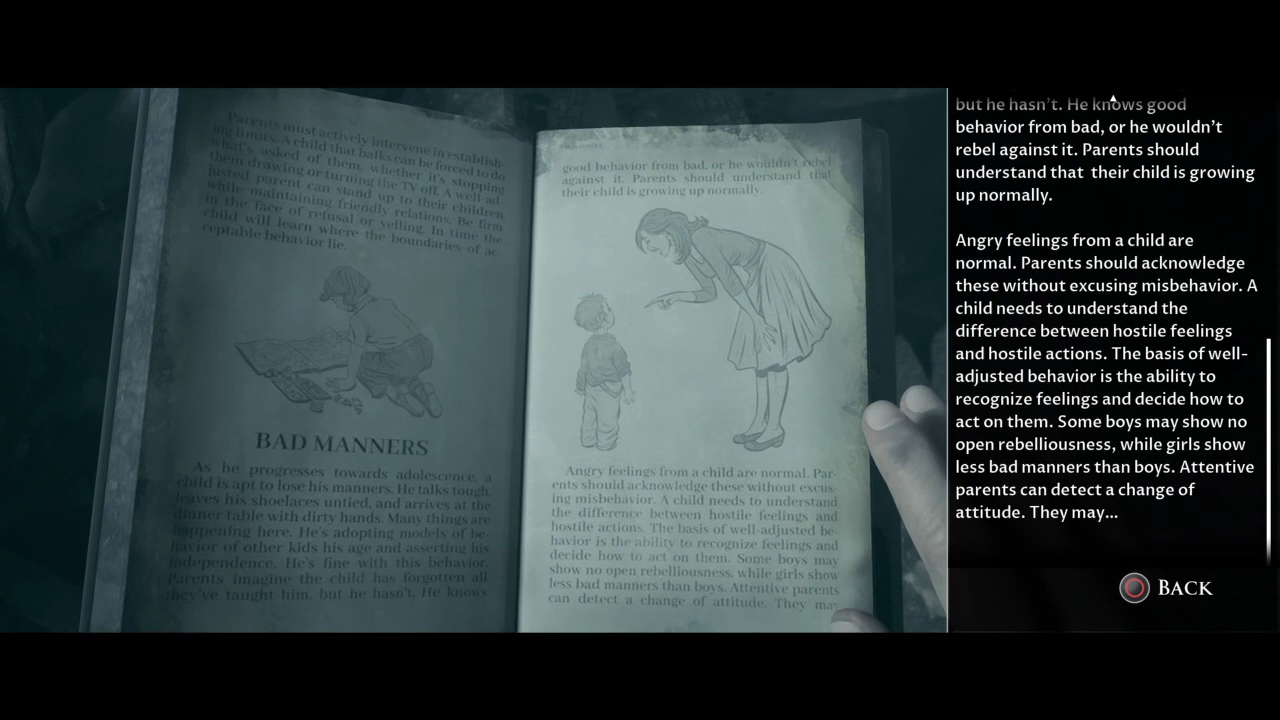 Parents must actively intervene in establish-
ing limits. A child that balks can be forced to do
what's asked of them, whether it's stopping
them drawing or turning the TV off. A well-ad-
justed parent can stand up to their children
while maintaining friendly relations. Be firm
in the face of refusal or yelling. In time the
child will learn where the boundaries of ac-
ceptable behavior lie.
BAD MANNERS
As he progresses towards adolescence, a
child is apt to lose his manners. He talks tough,
leaves his shoelaces untied, and arrives at the
dinner table with dirty hands. Many things are
happening here. He's adopting models of be-
havior of other kids his age and asserting his
independence. He's fine with this behavior.
Parents imagine the child has forgotten all
they've taught him, but he hasn't. He knows
good behavior from bad, or he wouldn't rebel
against it. Parents should understand that
their child is growing up normally.
Angry feelings from a child are normal. Par-
ents should acknowledge these without excus-
ing misbehavior. A child needs to understand
the difference between hostile feelings and
hostile actions. The basis of well-adjusted be-
havior is the ability to recognize feelings and
decide how to act on them. Some boys may
show no open rebelliousness, while girls show
less bad manners than boys. Attentive parents
can detect a change of attitude. They may
but he hasn't. He knows good
behavior from bad, or he wouldn't
rebel against it. Parents should
understand that their child is growing
up normally.
Angry feelings from a child are
normal. Parents should acknowledge
these without excusing misbehavior. A
child needs to understand the
difference between hostile feelings
and hostile actions. The basis of well-
adjusted behavior is the ability to
recognize feelings and decide how to
act on them. Some boys may show no
open rebelliousness, while girls show
less bad manners than boys. Attentive
parents can detect a change of
attitude. They may...
BACK